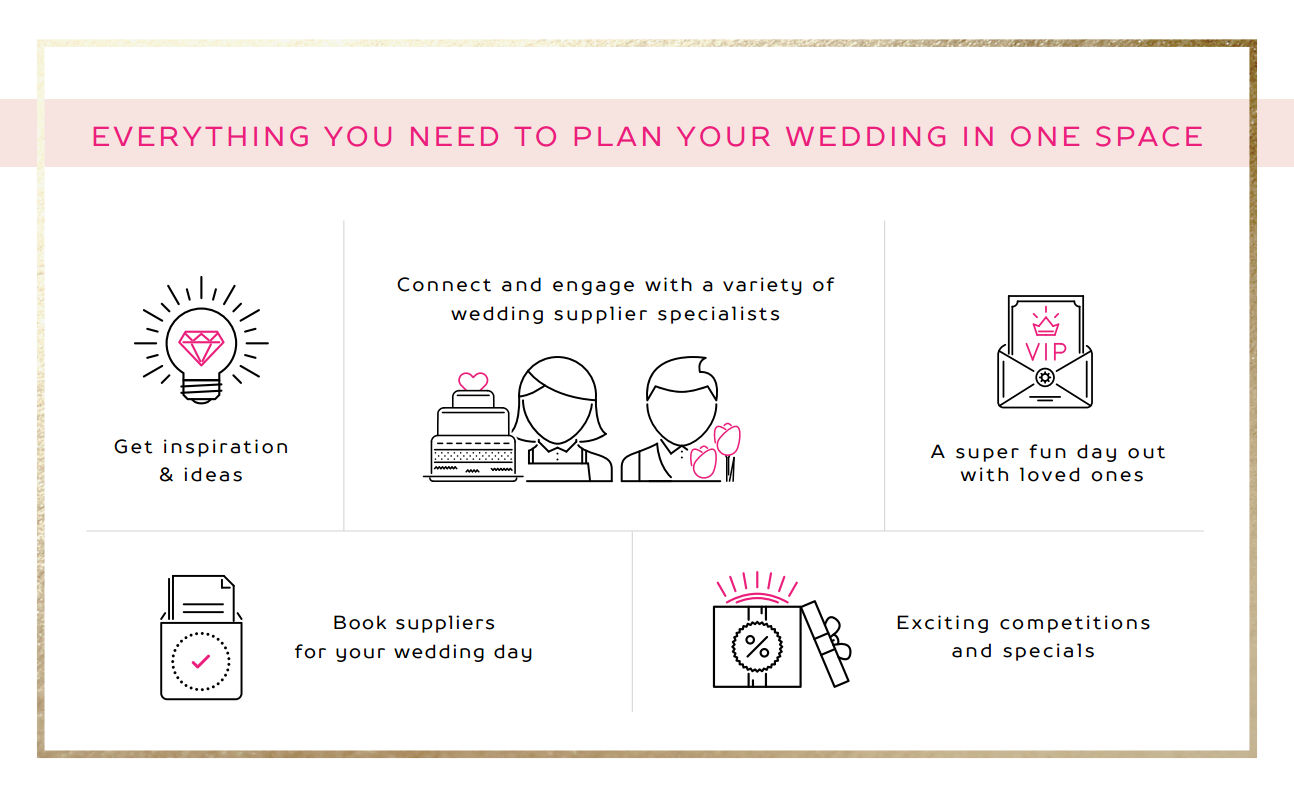 EVERYTHING YOU NEED TO PLAN YOUR WEDDING IN ONE SPACE
Get inspiration
& ideas
Connect and engage with a variety of
wedding supplier specialists
VIP
A super fun day out
with loved ones
Book suppliers
for your wedding day
%
Exciting competitions
and specials